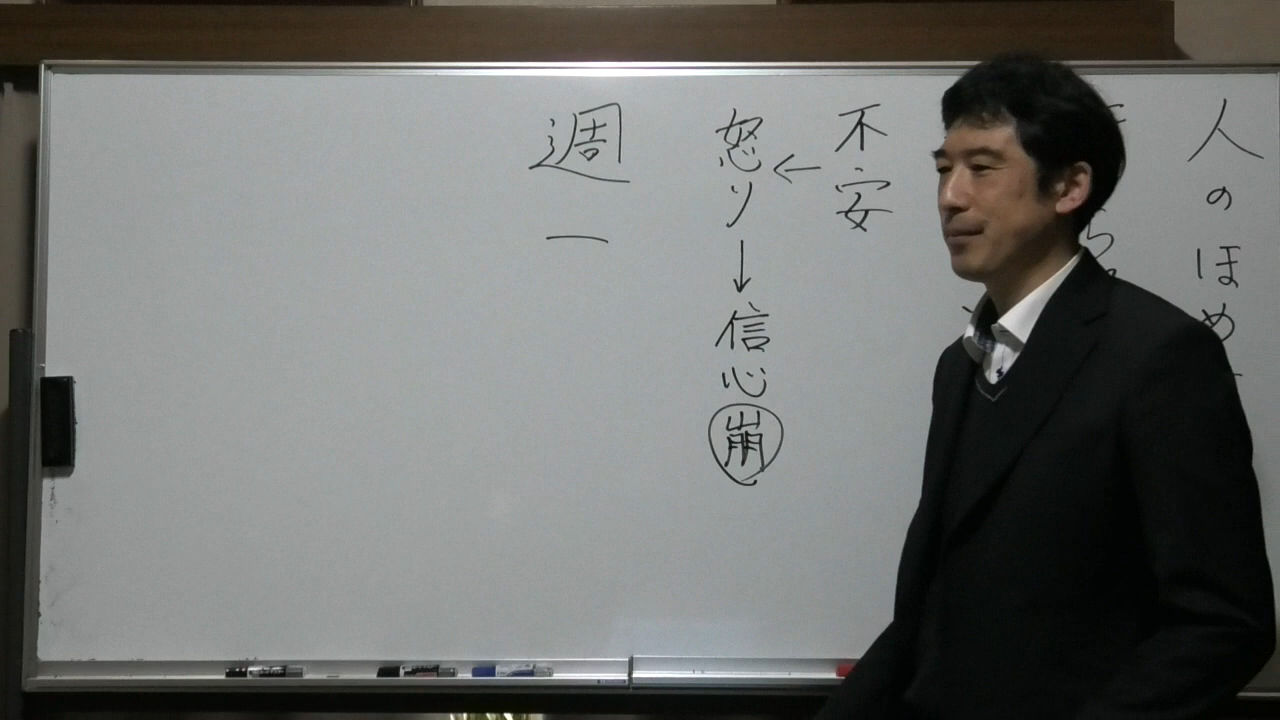 人のほめ
不安
←
怒り→信心崩
週一